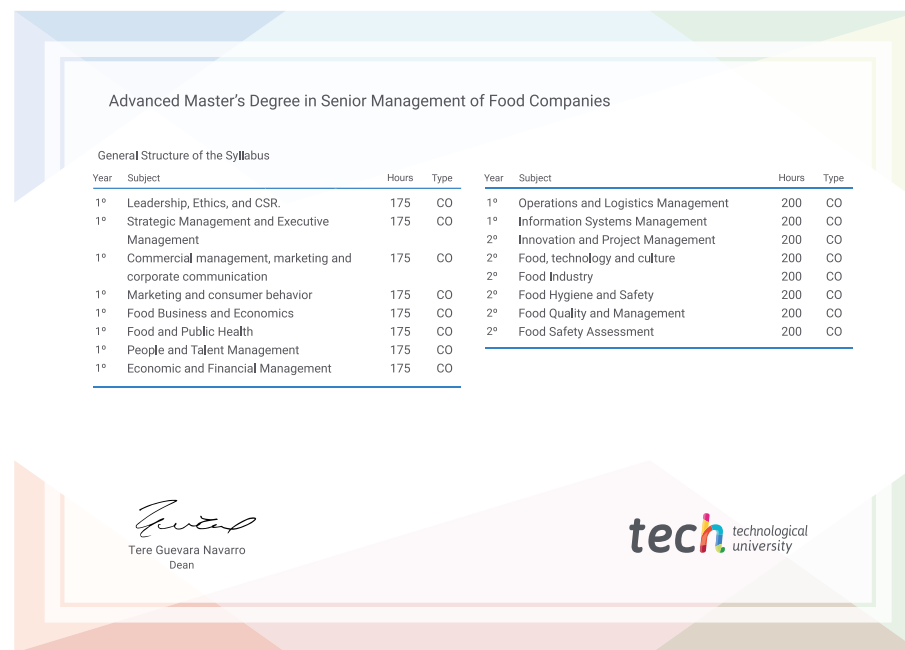 Advanced Master's Degree in Senior Management of Food Companies
General Structure of the Syllabus
Year Subject Hours Type
1º Leadership, Ethics, and CSR. 175 CO
1º Strategic Management and Executive 175 CO
Management
1º Commercial management, marketing and 175 CO
corporate communication
1º Marketing and consumer behavior 175 CO
1º Food Business and Economics 175 CO
1º Food and Public Health 175 CO
1º People and Talent Management 175 CO
1º Economic and Financial Management 175 CO
Year Subject Hours Type
1º Operations and Logistics Management 200 CO
1º Information Systems Management 200 CO
2º Innovation and Project Management 200 CO
2º Food, technology and culture 200 CO
2º Food Industry 200 CO
2º Food Hygiene and Safety 200 CO
2º Food Quality and Management 200 CO
2º Food Safety Assessment 200 CO
Tere Guevara Navarro
Dean
tech technological
university